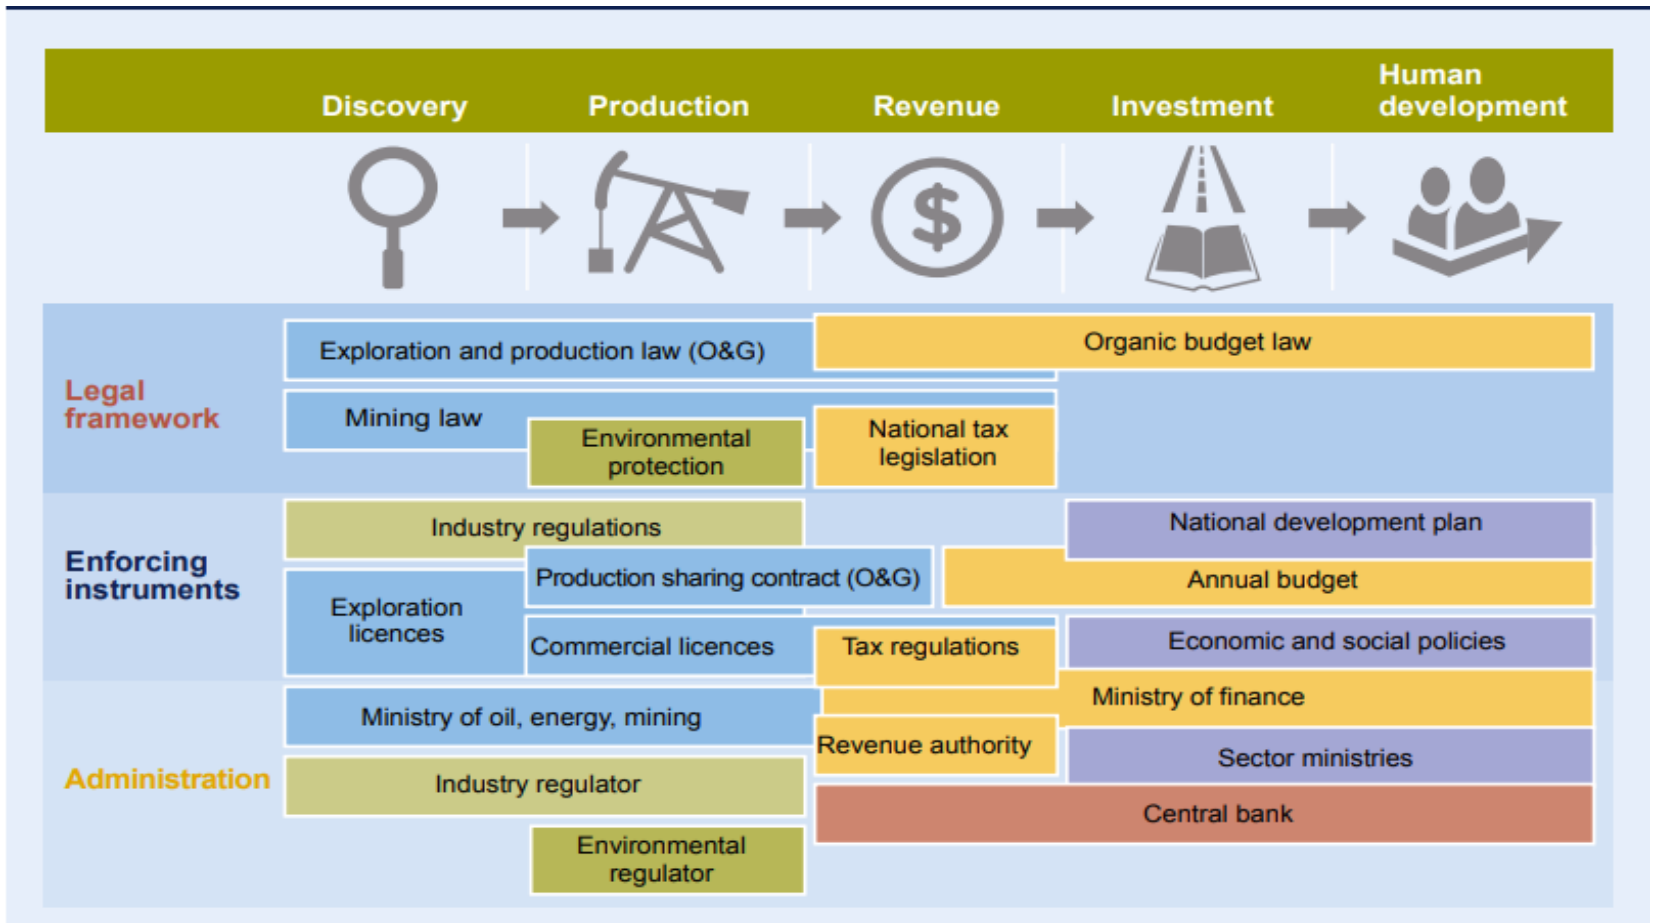 Discovery
Production
Revenue
Investment
Human
development
Legal
framework
Exploration and production law (O&G)
Organic budget law
Mining law
Environmental
protection
National tax
legislation
Enforcing
instruments
Industry regulations
National development plan
Production sharing contract (O&G)
Annual budget
Exploration
licences
Commercial licences
Tax regulations
Economic and social policies
Administration
Ministry of oil, energy, mining
Ministry of finance
Revenue authority
Sector ministries
Industry regulator
Central bank
Environmental
regulator